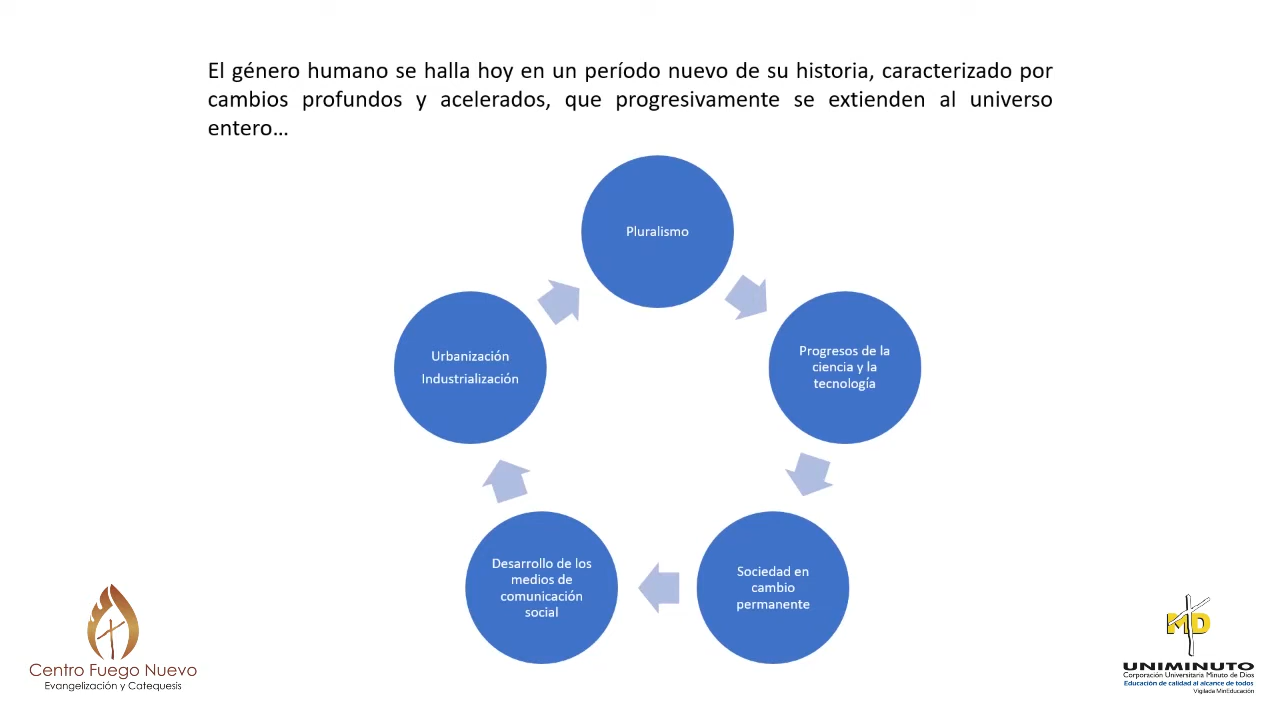 El género humano se halla hoy en un período nuevo de su historia, caracterizado por
cambios profundos y acelerados, que progresivamente se extienden al universo
entero…
Pluralismo
Progresos de la
ciencia y la
tecnología
Sociedad en
cambio
permanente
Desarrollo de los
medios de
comunicación
social
Urbanización
Industrialización
Centro Fuego Nuevo
Evangelización y Catequesis
MD
UNIMINUTO
Corporación Universitaria Minuto de Dios
Educación de calidad al alcance de todos
Vigilada MinEducación